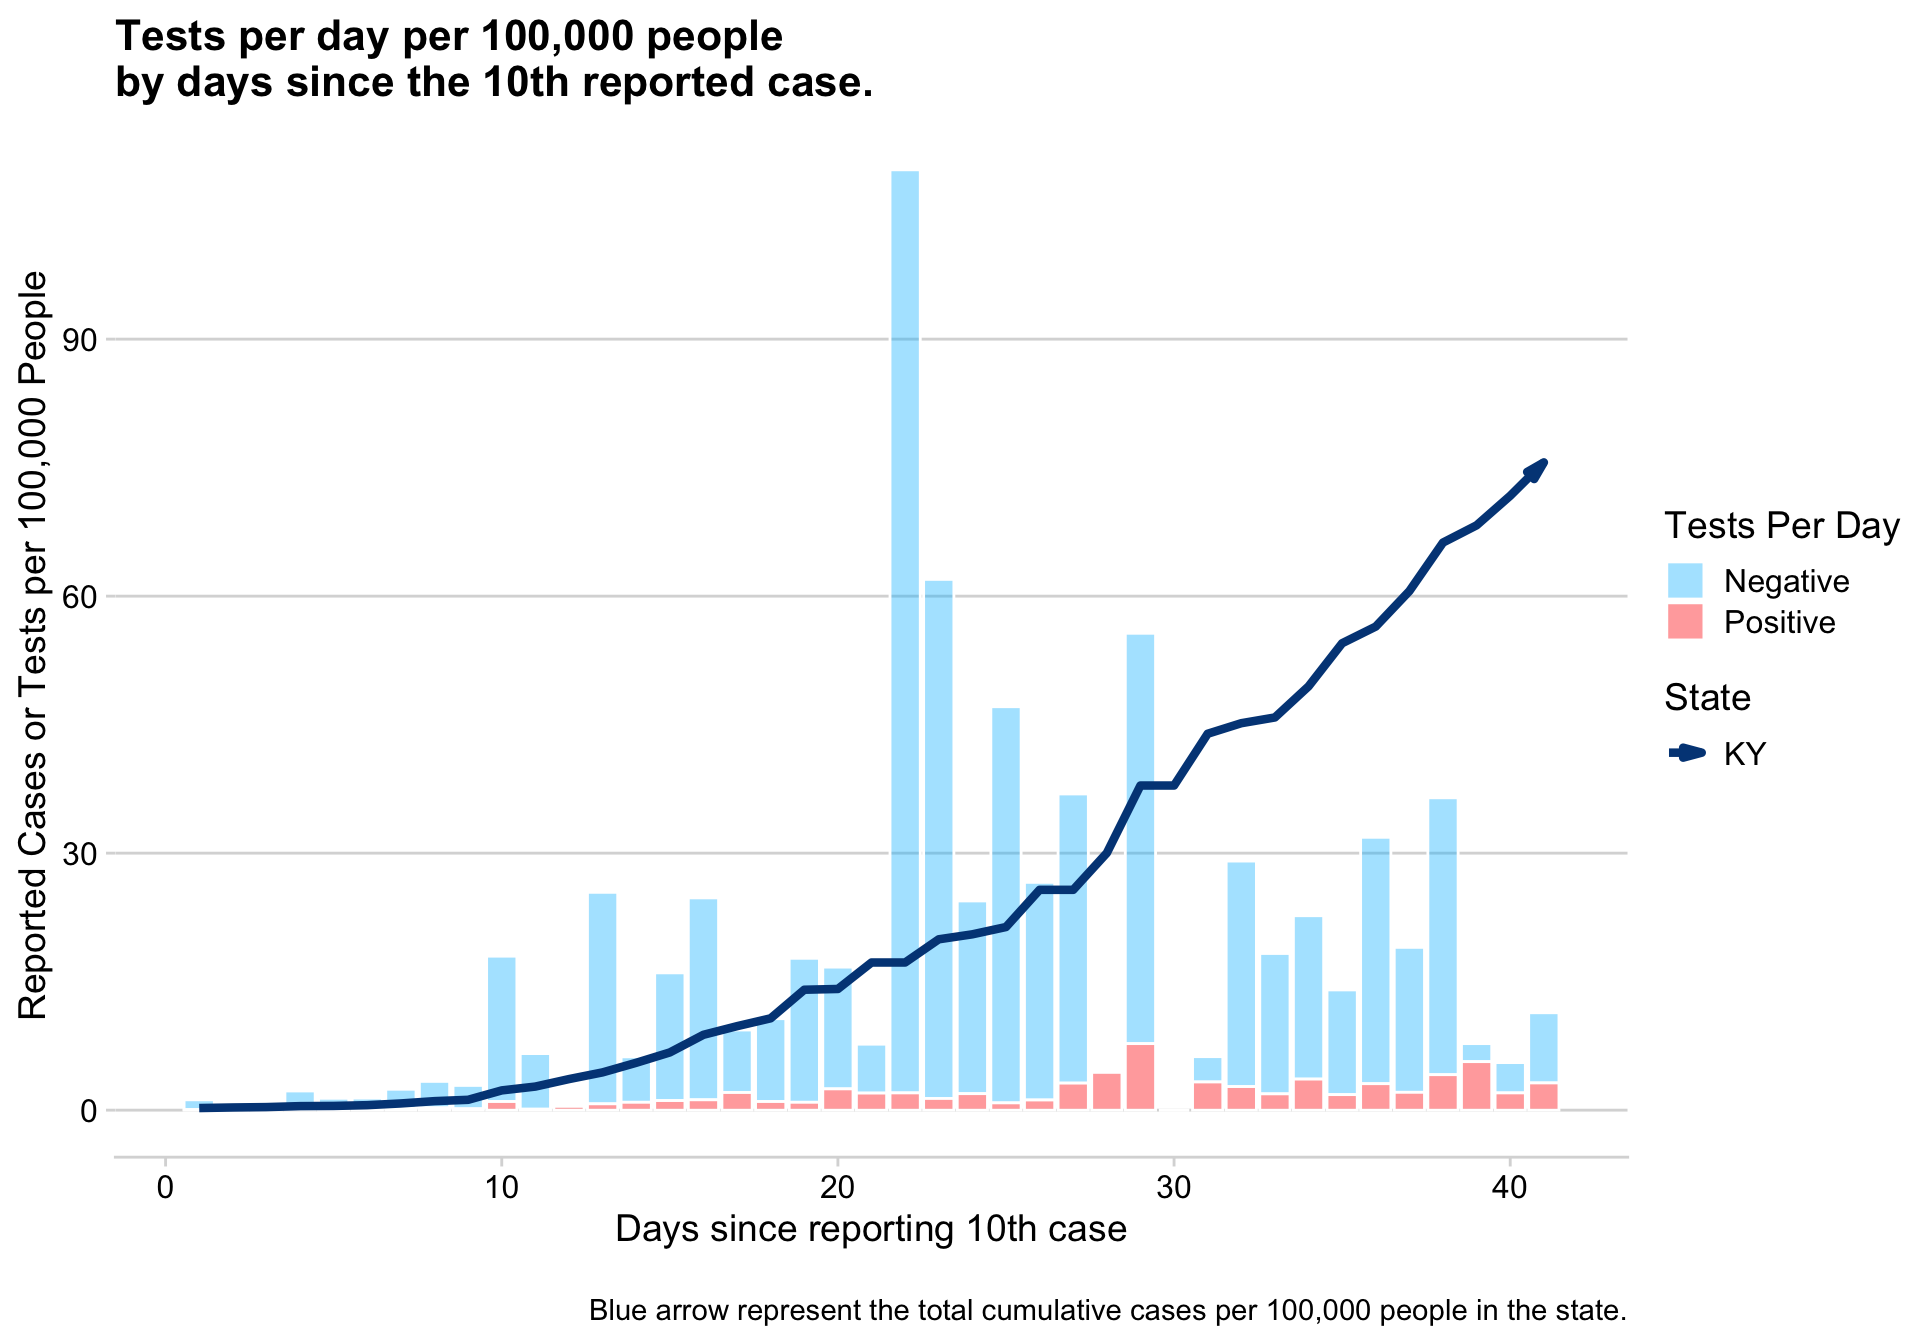 Tests per day per 100,000 people
by days since the 10th reported case.
Reported Cases or Tests per 100,000 People
90
60
30
0
0
10
20
30
40
Days since reporting 10th case
Tests Per Day
Negative
Positive
State
KY
Blue arrow represent the total cumulative cases per 100,000 people in the state.